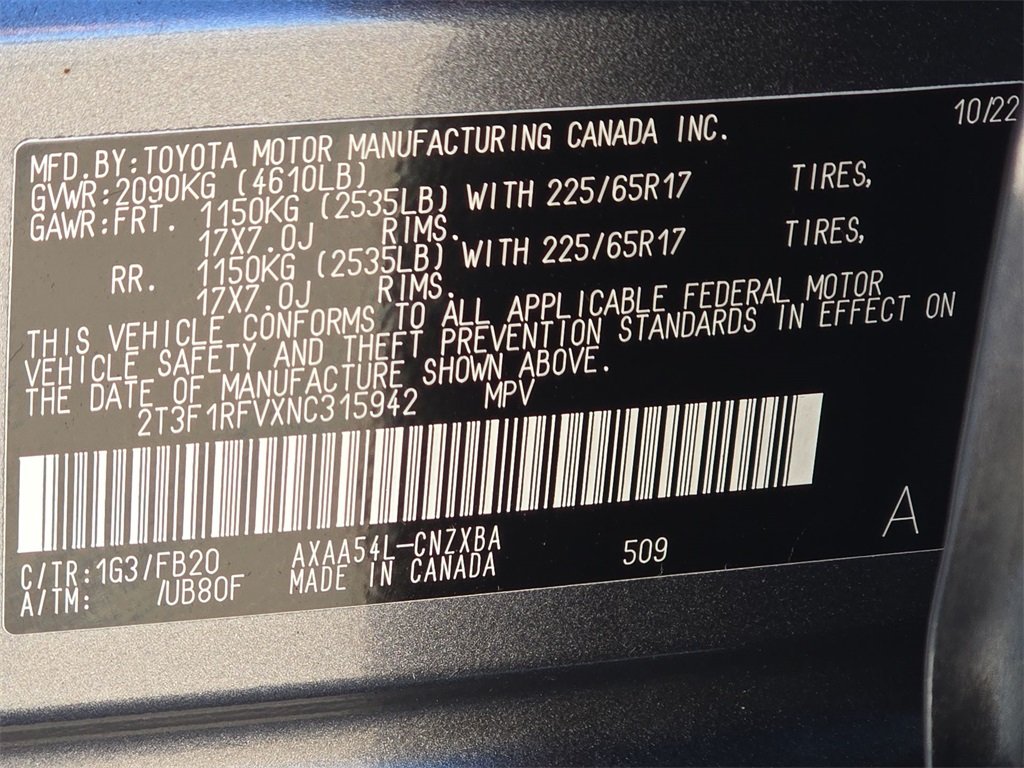 10/22
MFD.BY:TOYOTA MOTOR MANUFACTURING CANADA INC.
GVWR:2090KG (4610LB)
GAWR:FRT. 1150KG (2535LB) WITH 225/65R17 TIRES,
17X7.0J RIMS.
RR. 1150KG (2535LB) WITH 225/65R17 TIRES,
17X7.0J RIMS.
THIS VEHICLE CONFORMS TO ALL APPLICABLE FEDERAL MOTOR
VEHICLE SAFETY AND THEFT PREVENTION STANDARDS IN EFFECT ON
THE DATE OF MANUFACTURE SHOWN ABOVE.
2T3F1RFVXNC315942 MPV
A
C/TR:1G3/FB20 AXAA54L-CNZXBA 509
A/TM: /UB80F MADE IN CANADA